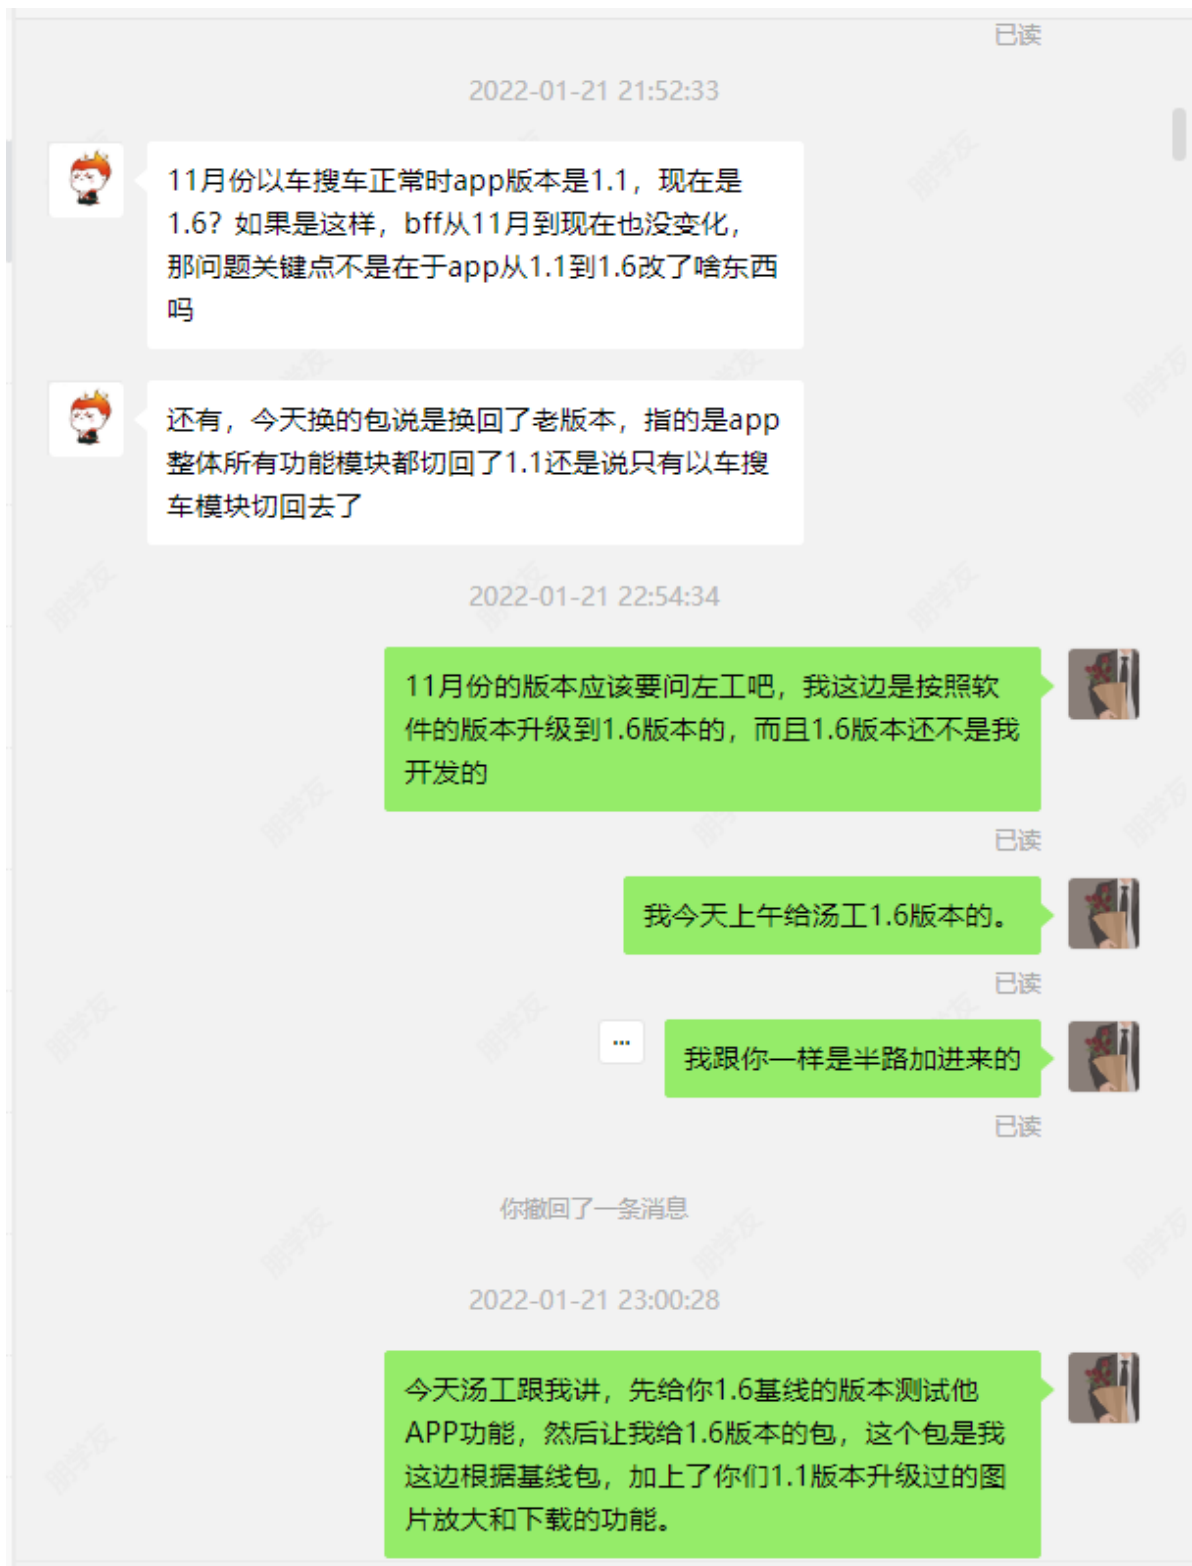 已读
2022-01-21 21:52:33
11月份以车搜车正常时app版本是1.1，现在是
1.6？如果是这样，bff从11月到现在也没变化，
那问题关键点不是在于app从1.1到1.6改了啥东西
吗
还有，今天换的包说是换回了老版本，指的是app
整体所有功能模块都切回了1.1还是说只有以车搜
车模块切回去了
2022-01-21 22:54:34
11月份的版本应该要问左工吧，我这边是按照软
件的版本升级到1.6版本的，而且1.6版本还不是我
开发的
已读
我今天上午给汤工1.6版本的。
已读
...
我跟你一样是半路加进来的
已读
你撤回了一条消息
2022-01-21 23:00:28
今天汤工跟我讲，先给你1.6基线的版本测试他
APP功能，然后让我给1.6版本的包，这个包是我
这边根据基线包，加上了你们1.1版本升级过的图
片放大和下载的功能。